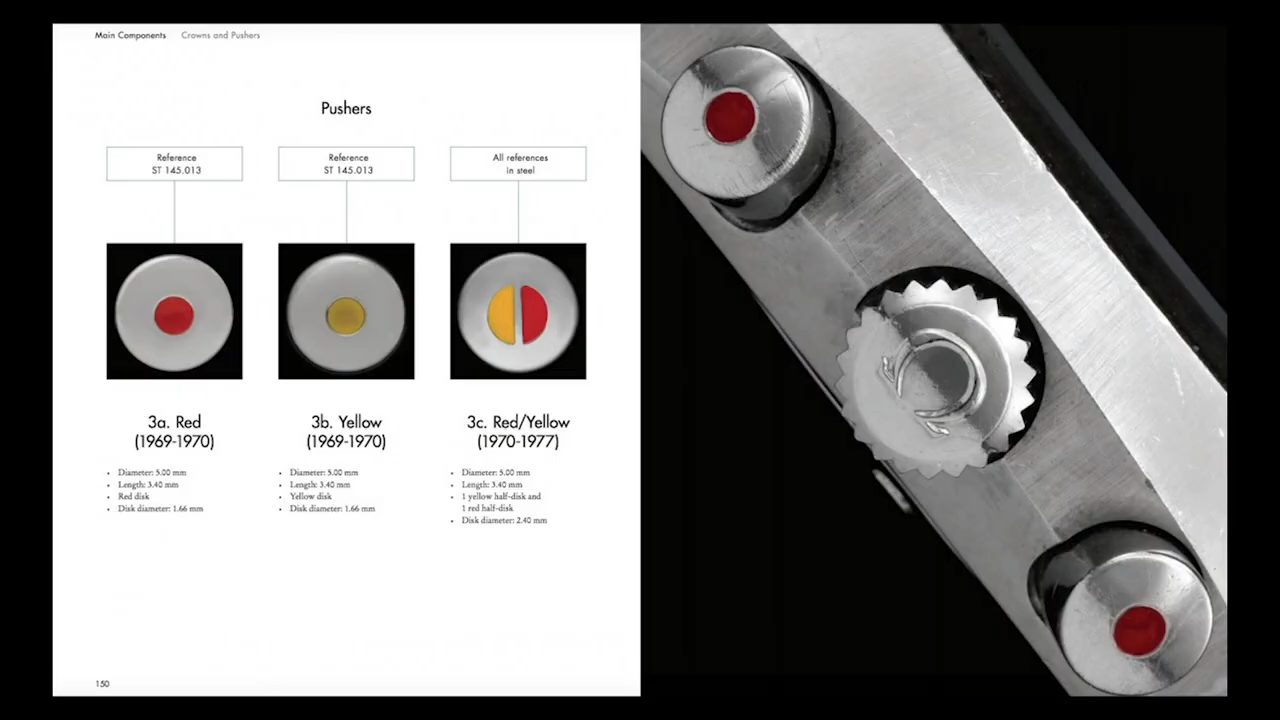 Main Components Crowns and Pushers
Pushers
Reference
ST 145.013
Reference
ST 145.013
All references
in steel
3a. Red
(1969-1970)
3b. Yellow
(1969-1970)
3c. Red/Yellow
(1970-1977)
• Diameter: 5.00 mm
• Length: 3.40 mm
• Red disk
• Disk diameter: 1.66 mm
• Diameter: 5.00 mm
• Length: 3.40 mm
• Yellow disk
• Disk diameter: 1.66 mm
• Diameter: 5.00 mm
• Length: 3.40 mm
• 1 yellow half-disk and
1 red half-disk
• Disk diameter: 2.40 mm
150